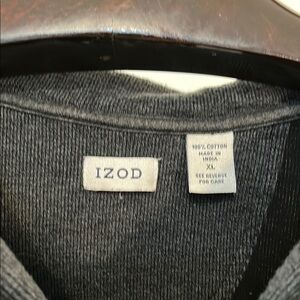 IZOD
100% COTTON
MADE IN
INDIA
XL
SEE REVERSE
FOR CARE